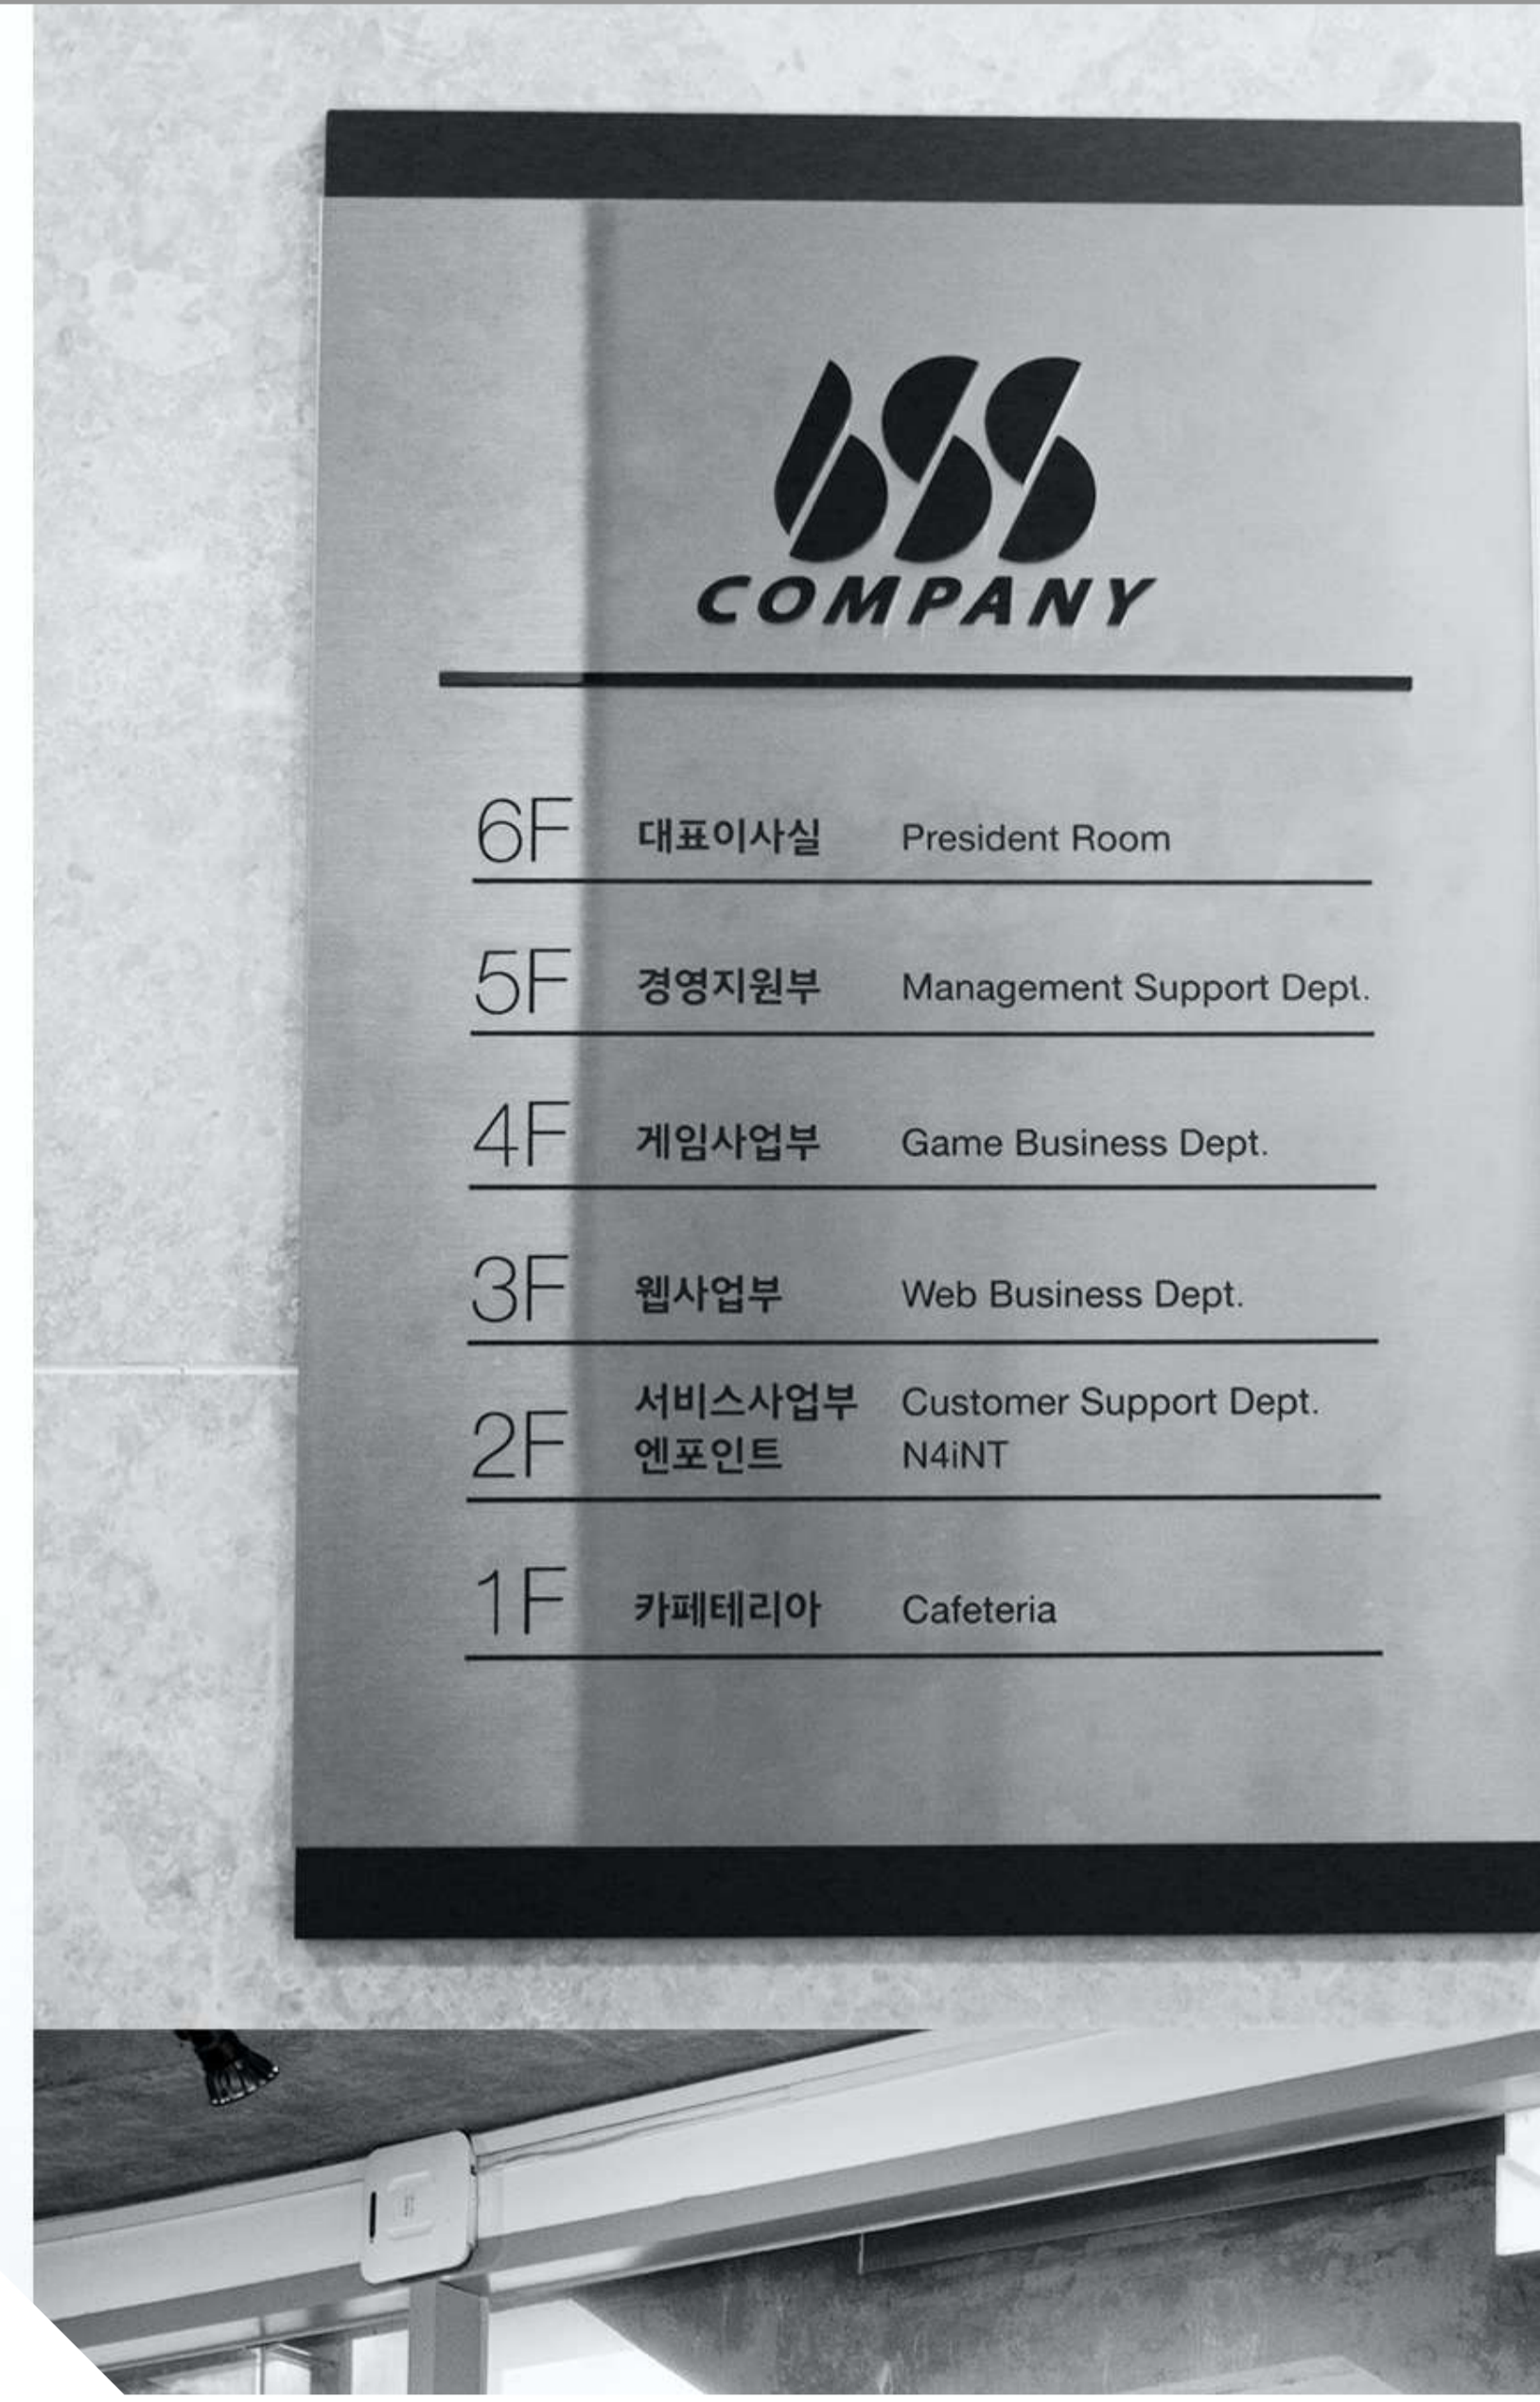 bSS
COMPANY
6F 대표이사실 President Room
5F 경영지원부 Management Support Dept.
4F 게임사업부 Game Business Dept.
3F 웹사업부 Web Business Dept.
서비스사업부 Customer Support Dept.
2F 엔포인트 N4iNT
1F 카페테리아 Cafeteria